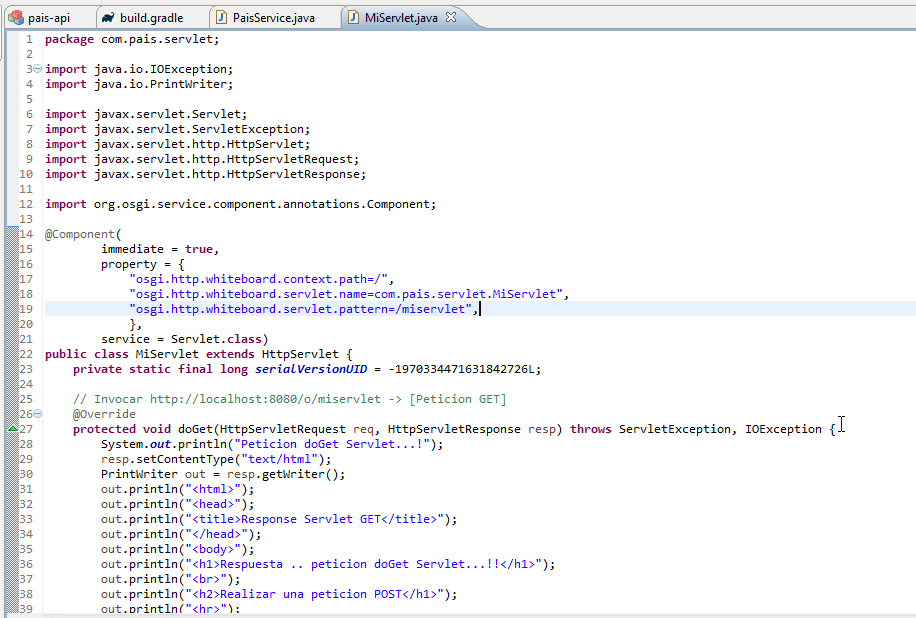 pais-api build.gradle PaisService.java MiServlet.java
1 package com.pais.servlet;
2
3 import java.io.IOException;
4 import java.io.PrintWriter;
5
6 import javax.servlet.Servlet;
7 import javax.servlet.ServletException;
8 import javax.servlet.http.HttpServlet;
9 import javax.servlet.http.HttpServletRequest;
10 import javax.servlet.http.HttpServletResponse;
11
12 import org.osgi.service.component.annotations.Component;
13
14 @Component(
15 immediate = true,
16 property = {
17 "osgi.http.whiteboard.context.path=/",
18 "osgi.http.whiteboard.servlet.name=com.pais.servlet.MiServlet",
19 "osgi.http.whiteboard.servlet.pattern=/miservlet",
20 },
21 service = Servlet.class)
22 public class MiServlet extends HttpServlet {
23 private static final long serialVersionUID = -1970334471631842726L;
24
25 // Invocar http://localhost:8080/o/miservlet -> [Peticion GET]
26 @Override
27 protected void doGet(HttpServletRequest req, HttpServletResponse resp) throws ServletException, IOException {
28 System.out.println("Peticion doGet Servlet...!");
29 resp.setContentType("text/html");
30 PrintWriter out = resp.getWriter();
31 out.println("<html>");
32 out.println("<head>");
33 out.println("<title>Response Servlet GET</title>");
34 out.println("</head>");
35 out.println("<body>");
36 out.println("<h1>Respuesta .. peticion doGet Servlet...!!</h1>");
37 out.println("<br>");
38 out.println("<h2>Realizar una peticion POST</h1>");
39 out.println("<hr>");